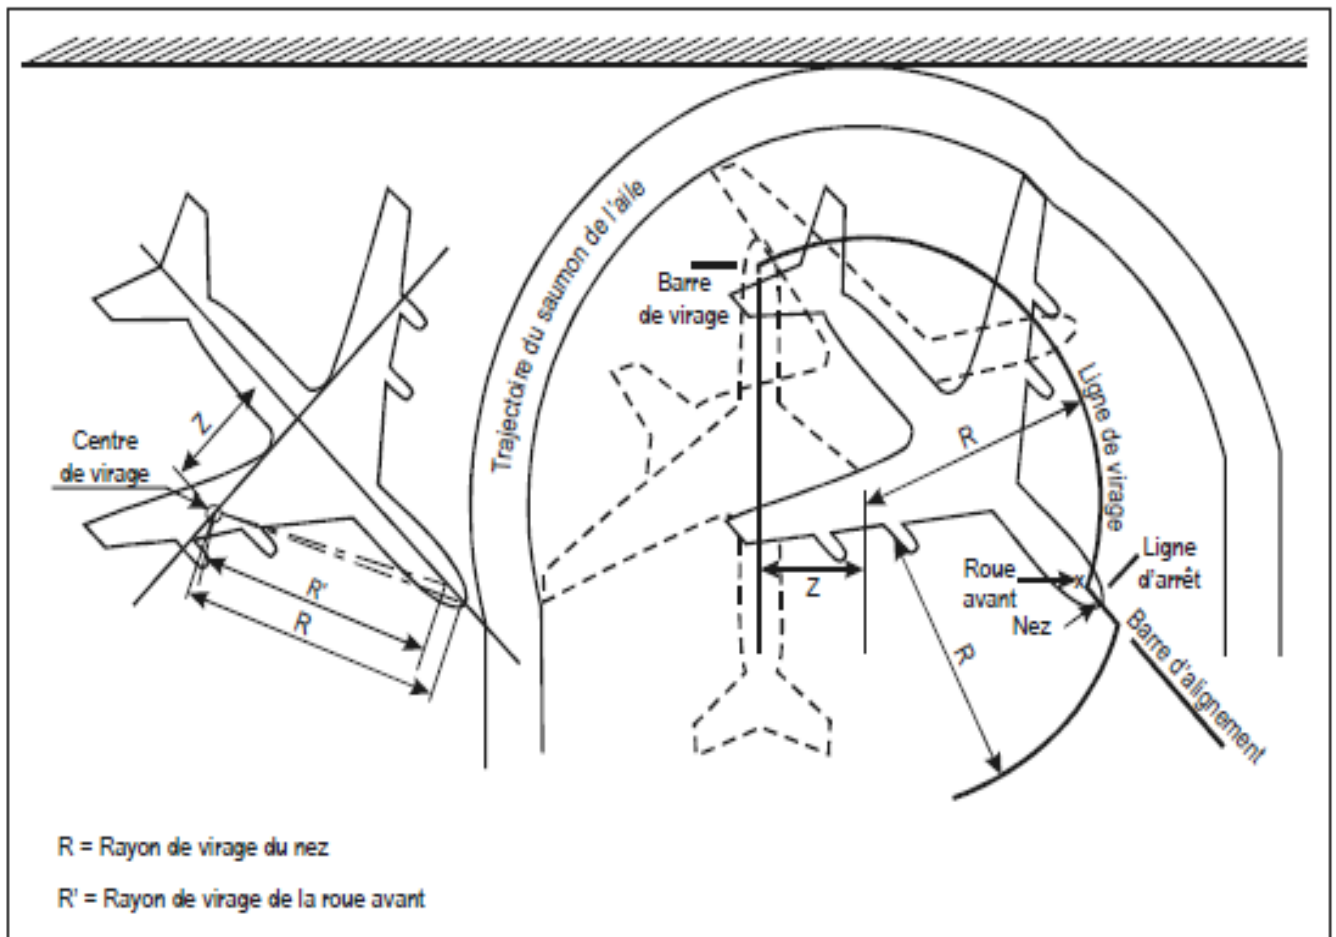 Trajectoire du saumon de l'aile
Barre
de virage
Centre
de virage
Z
R'
R
R
Ligne de virage
Z
R
Roue
avant
x
Nez
Ligne
d'arrêt
Barre d'alignement
R = Rayon de virage du nez
R' = Rayon de virage de la roue avant